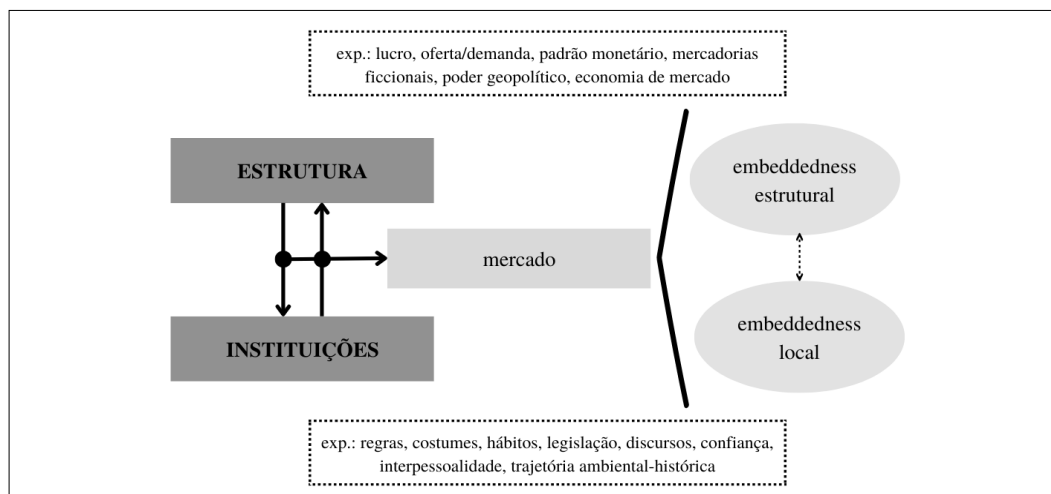 exp.: lucro, oferta/demanda, padrão monetário, mercadorias
ficcionais, poder geopolítico, economia de mercado
ESTRUTURA
embeddedness
estrutural
mercado
INSTITUIÇÕES
embeddedness
local
exp.: regras, costumes, hábitos, legislação, discursos, confiança,
interpessoalidade, trajetória ambiental-histórica